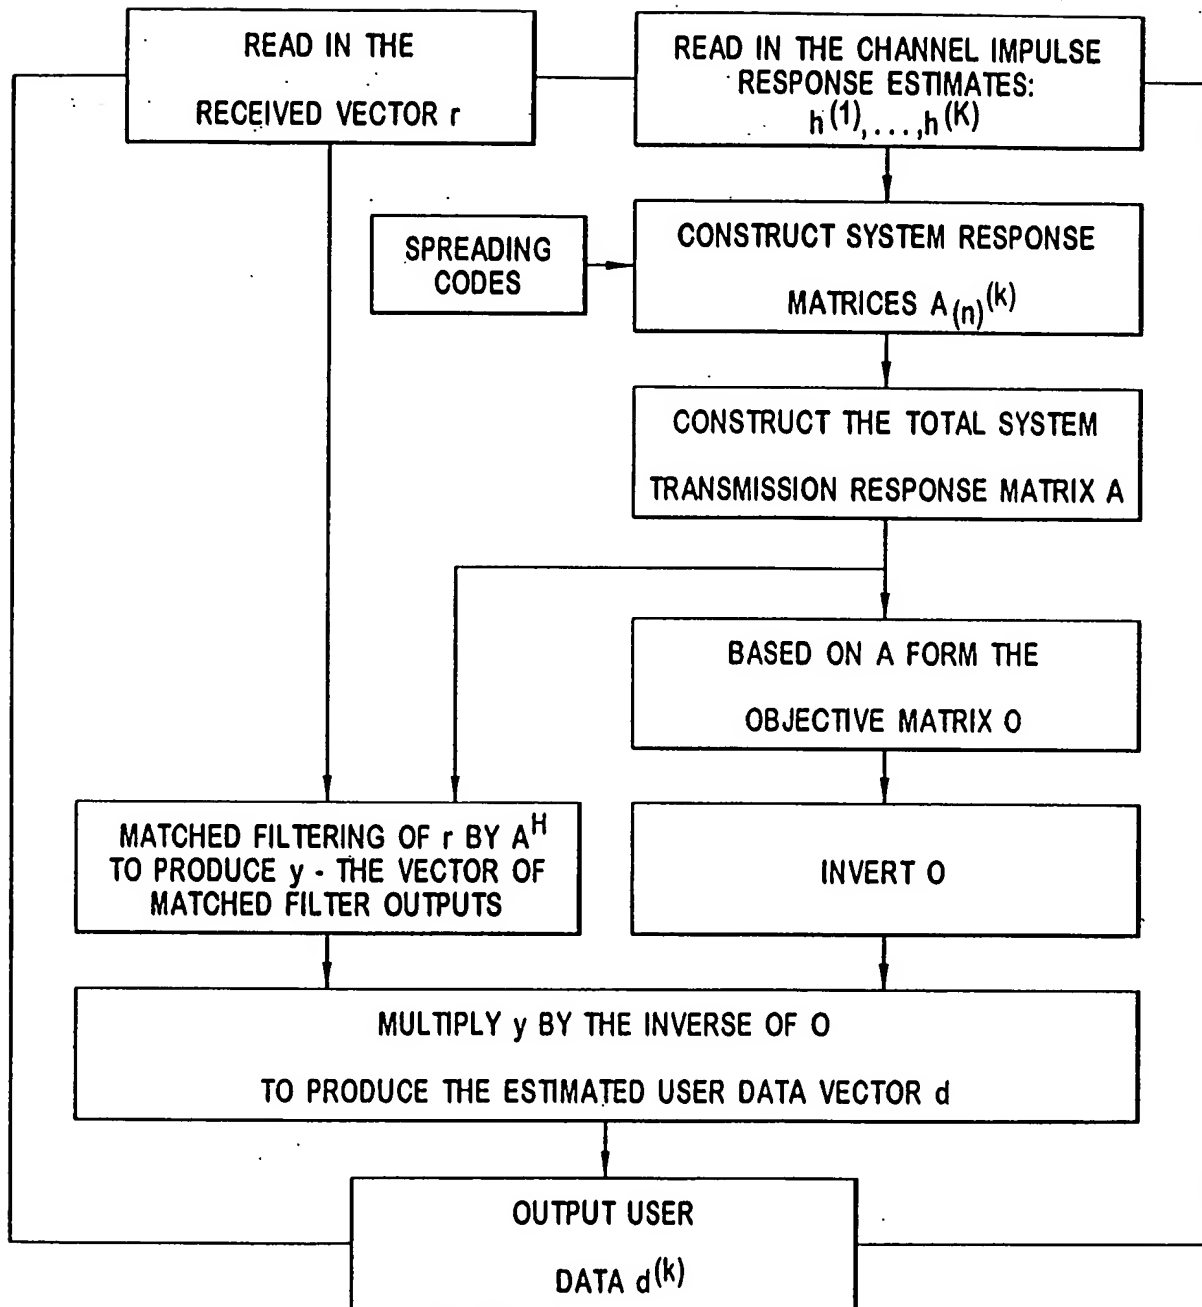 READ IN THE
RECEIVED VECTOR r
READ IN THE CHANNEL IMPULSE
RESPONSE ESTIMATES:
h(1),...,h(K)
SPREADING
CODES
CONSTRUCT SYSTEM RESPONSE
MATRICES A(n)(k)
CONSTRUCT THE TOTAL SYSTEM
TRANSMISSION RESPONSE MATRIX A
BASED ON A FORM THE
OBJECTIVE MATRIX O
MATCHED FILTERING OF r BY AH
TO PRODUCE y - THE VECTOR OF
MATCHED FILTER OUTPUTS
INVERT O
MULTIPLY y BY THE INVERSE OF O
TO PRODUCE THE ESTIMATED USER DATA VECTOR d
OUTPUT USER
DATA d(k)